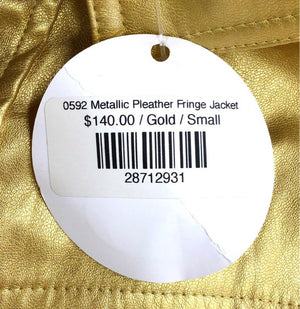 0592 Metallic Pleather Fringe Jacket
$140.00 / Gold / Small
28712931